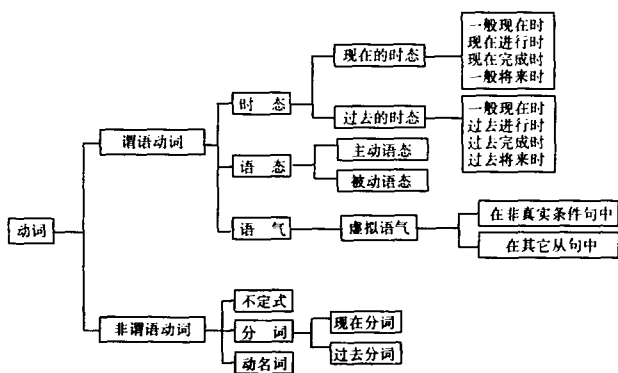 一般现在时
现在进行时
现在完成时
一般将来时
现在的时态
时 态
过去的时态
一般现在时
过去进行时
过去完成时
过去将来时
谓语动词
语 态
主动语态
被动语态
语 气
虚拟语气
在非真实条件句中
在其它从句中
动词
非谓语动词
不定式
分 词
现在分词
过去分词
动名词